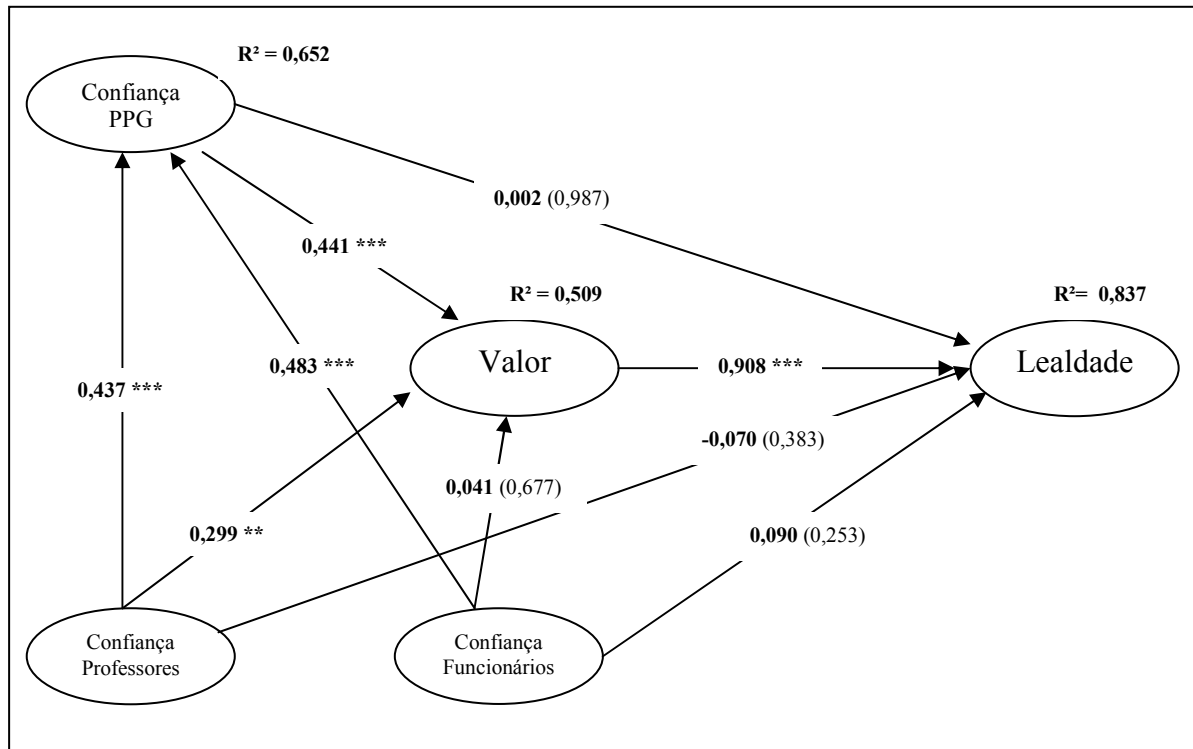 R² = 0,652
Confiança
PPG
0,002 (0,987)
0,441 ***
R² = 0,509
R²= 0,837
Valor
Lealdade
0,483 ***
0,908 ***
0,437 ***
-0,070 (0,383)
0,041 (0,677)
0,299 **
0,090 (0,253)
Confiança
Professores
Confiança
Funcionários